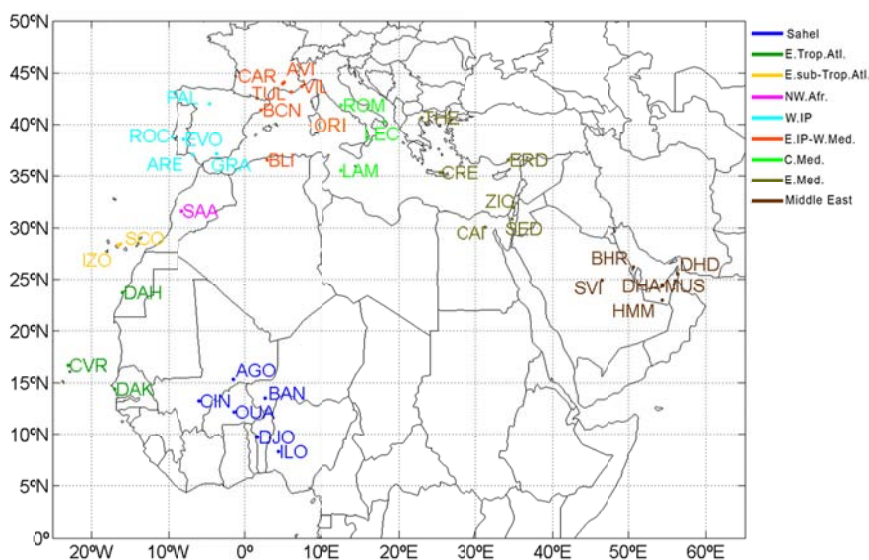 50ºN
45ºN
40ºN
35ºN
30ºN
25ºN
20ºN
15ºN
10ºN
5ºN
0º
20ºW
10ºW
0ºW
10ºE
20ºE
30ºE
40ºE
50ºE
60ºE
CAR
AVI
TUL
VIL
PAL
BCN
ROM
ORI
THE
ROC
EVO
LEC
ARE
GRA
BLI
LAM
CRE
ERD
SAA
ZIO
SCO
CAI
SED
IZO
BHR
DHD
DAH
SVI
DHA
MUS
HMM
CVR
AGO
DAK
CIN
BAN
OUA
DJO
ILO
Sahel
E.Trop.Atl.
E.sub-Trop.Atl.
NW.Afr.
W.IP
E.IP-W.Med.
C.Med.
E.Med.
Middle East